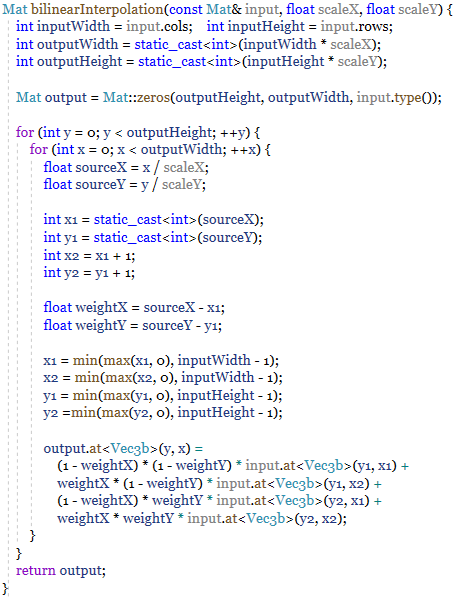 Mat bilinearInterpolation(const Mat& input, float scaleX, float scaleY) {
int inputWidth = input.cols; int inputHeight = input.rows;
int outputWidth = static_cast<int>(inputWidth * scaleX);
int outputHeight = static_cast<int>(inputHeight * scaleY);
Mat output = Mat::zeros(outputHeight, outputWidth, input.type());
for (int y = 0; y < outputHeight; ++y) {
for (int x = 0; x < outputWidth; ++x) {
float sourceX = x / scaleX;
float sourceY = y / scaleY;
int x1 = static_cast<int>(sourceX);
int y1 = static_cast<int>(sourceY);
int x2 = x1 + 1;
int y2 = y1 + 1;
float weightX = sourceX - x1;
float weightY = sourceY - y1;
x1 = min(max(x1, 0), inputWidth - 1);
x2 = min(max(x2, 0), inputWidth - 1);
y1 = min(max(y1, 0), inputHeight - 1);
y2 =min(max(y2, 0), inputHeight - 1);
output.at<Vec3b>(y, x) =
(1 - weightX) * (1 - weightY) * input.at<Vec3b>(y1, x1) +
weightX * (1 - weightY) * input.at<Vec3b>(y1, x2) +
(1 - weightX) * weightY * input.at<Vec3b>(y2, x1) +
weightX * weightY * input.at<Vec3b>(y2, x2);
}
}
return output;
}